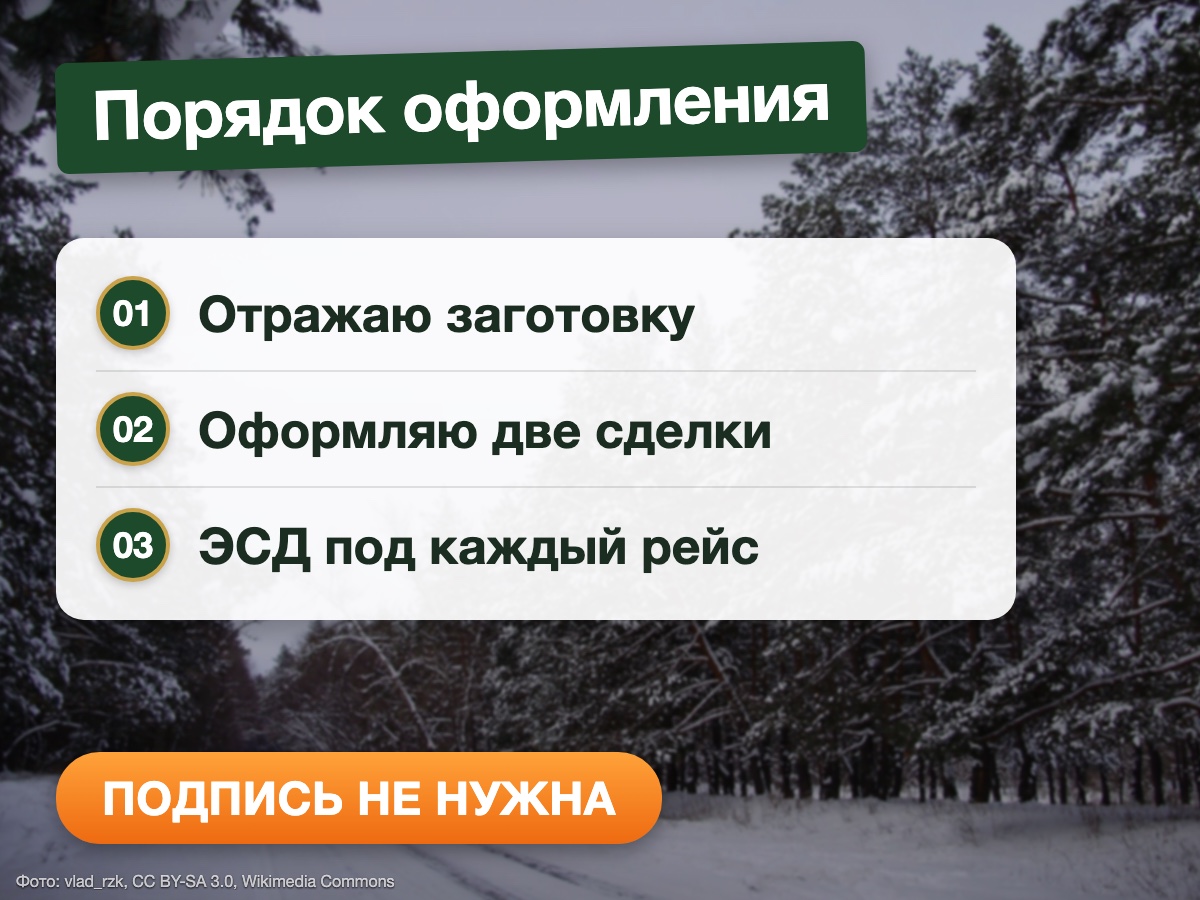 Порядок оформления
01 Отражаю заготовку
02 Оформляю две сделки
03 ЭСД под каждый рейс
ПОДПИСЬ НЕ НУЖНА
Фото: vlad_rzk, CC BY-SA 3.0, Wikimedia Commons